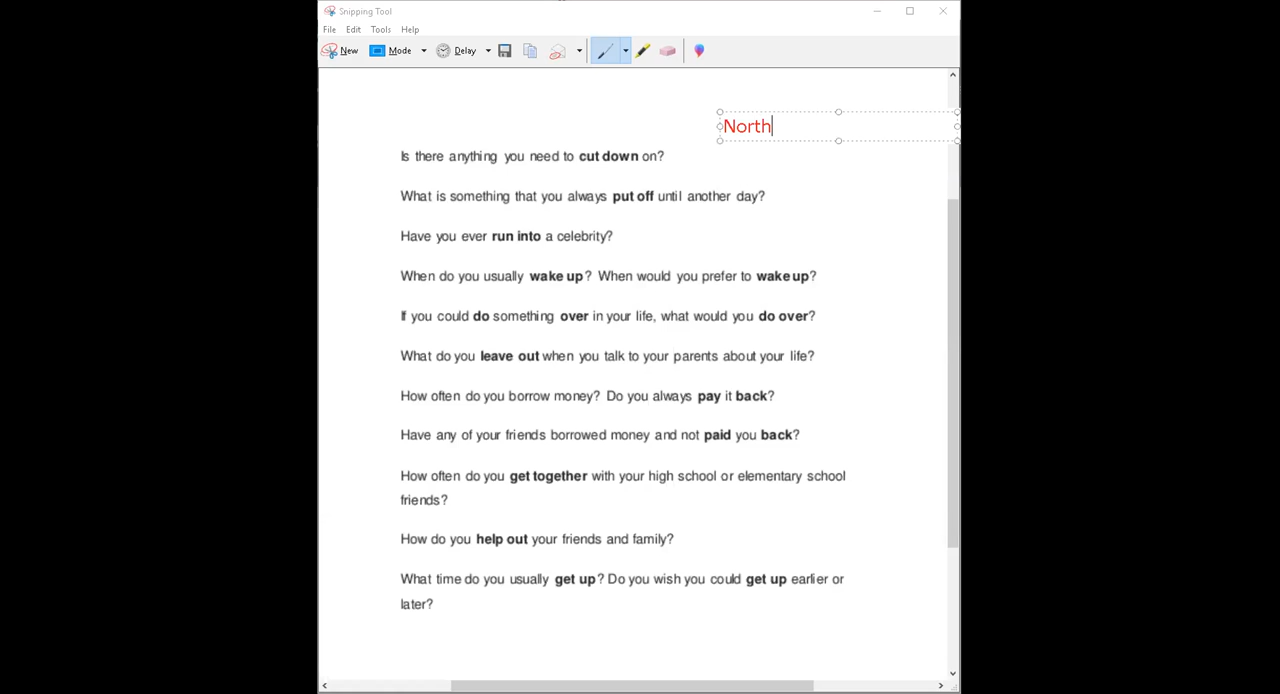 Snipping Tool
File Edit Tools Help
New Mode Delay
North
Is there anything you need to cut down on?
What is something that you always put off until another day?
Have you ever run into a celebrity?
When do you usually wake up? When would you prefer to wake up?
If you could do something over in your life, what would you do over?
What do you leave out when you talk to your parents about your life?
How often do you borrow money? Do you always pay it back?
Have any of your friends borrowed money and not paid you back?
How often do you get together with your high school or elementary school
friends?
How do you help out your friends and family?
What time do you usually get up? Do you wish you could get up earlier or
later?